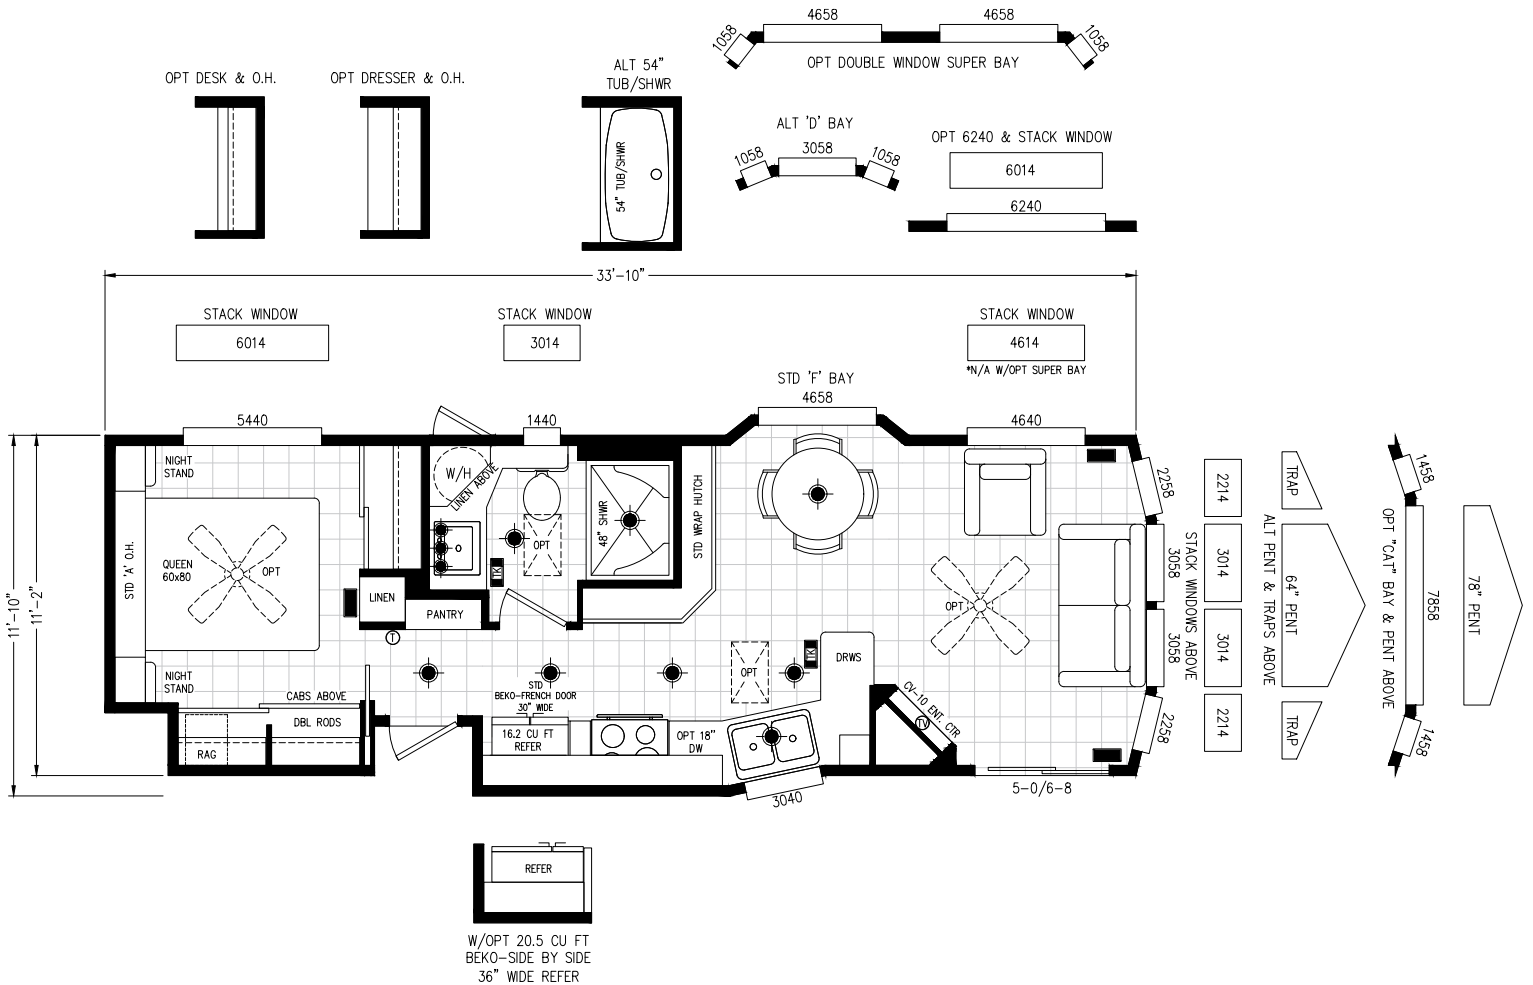 4658
4658
1058
1058
OPT DOUBLE WINDOW SUPER BAY
OPT DESK & O.H.
OPT DRESSER & O.H.
ALT 54"
TUB/SHWR
54" TUB/SHWR
ALT 'D' BAY
3058
1058
1058
OPT 6240 & STACK WINDOW
6014
6240
33'-10"
STACK WINDOW
6014
STACK WINDOW
3014
STACK WINDOW
4614
*N/A W/OPT SUPER BAY
STD 'F' BAY
4658
5440
1440
4640
11'-10"
11'-2"
NIGHT
STAND
STD 'A' O.H.
QUEEN
60x80
OPT
NIGHT
STAND
W/H
LINEN ABOVE
OPT
TK
48" SHWR
STD WRAP HUTCH
LINEN
PANTRY
T
CABS ABOVE
DBL RODS
RAG
STD
BEKO-FRENCH DOOR
30" WIDE
16.2 CU FT
REFER
OPT 18"
DW
OPT
TK
DRWS
OPT
CV-10 ENT. CTR
TV
3040
5-0/6-8
2258
3058
3058
2258
STACK WINDOWS ABOVE
2214
3014
3014
2214
ALT PENT & TRAPS ABOVE
TRAP
64" PENT
TRAP
OPT "CAT" BAY & PENT ABOVE
1458
7858
1458
78" PENT
REFER
W/OPT 20.5 CU FT
BEKO-SIDE BY SIDE
36" WIDE REFER